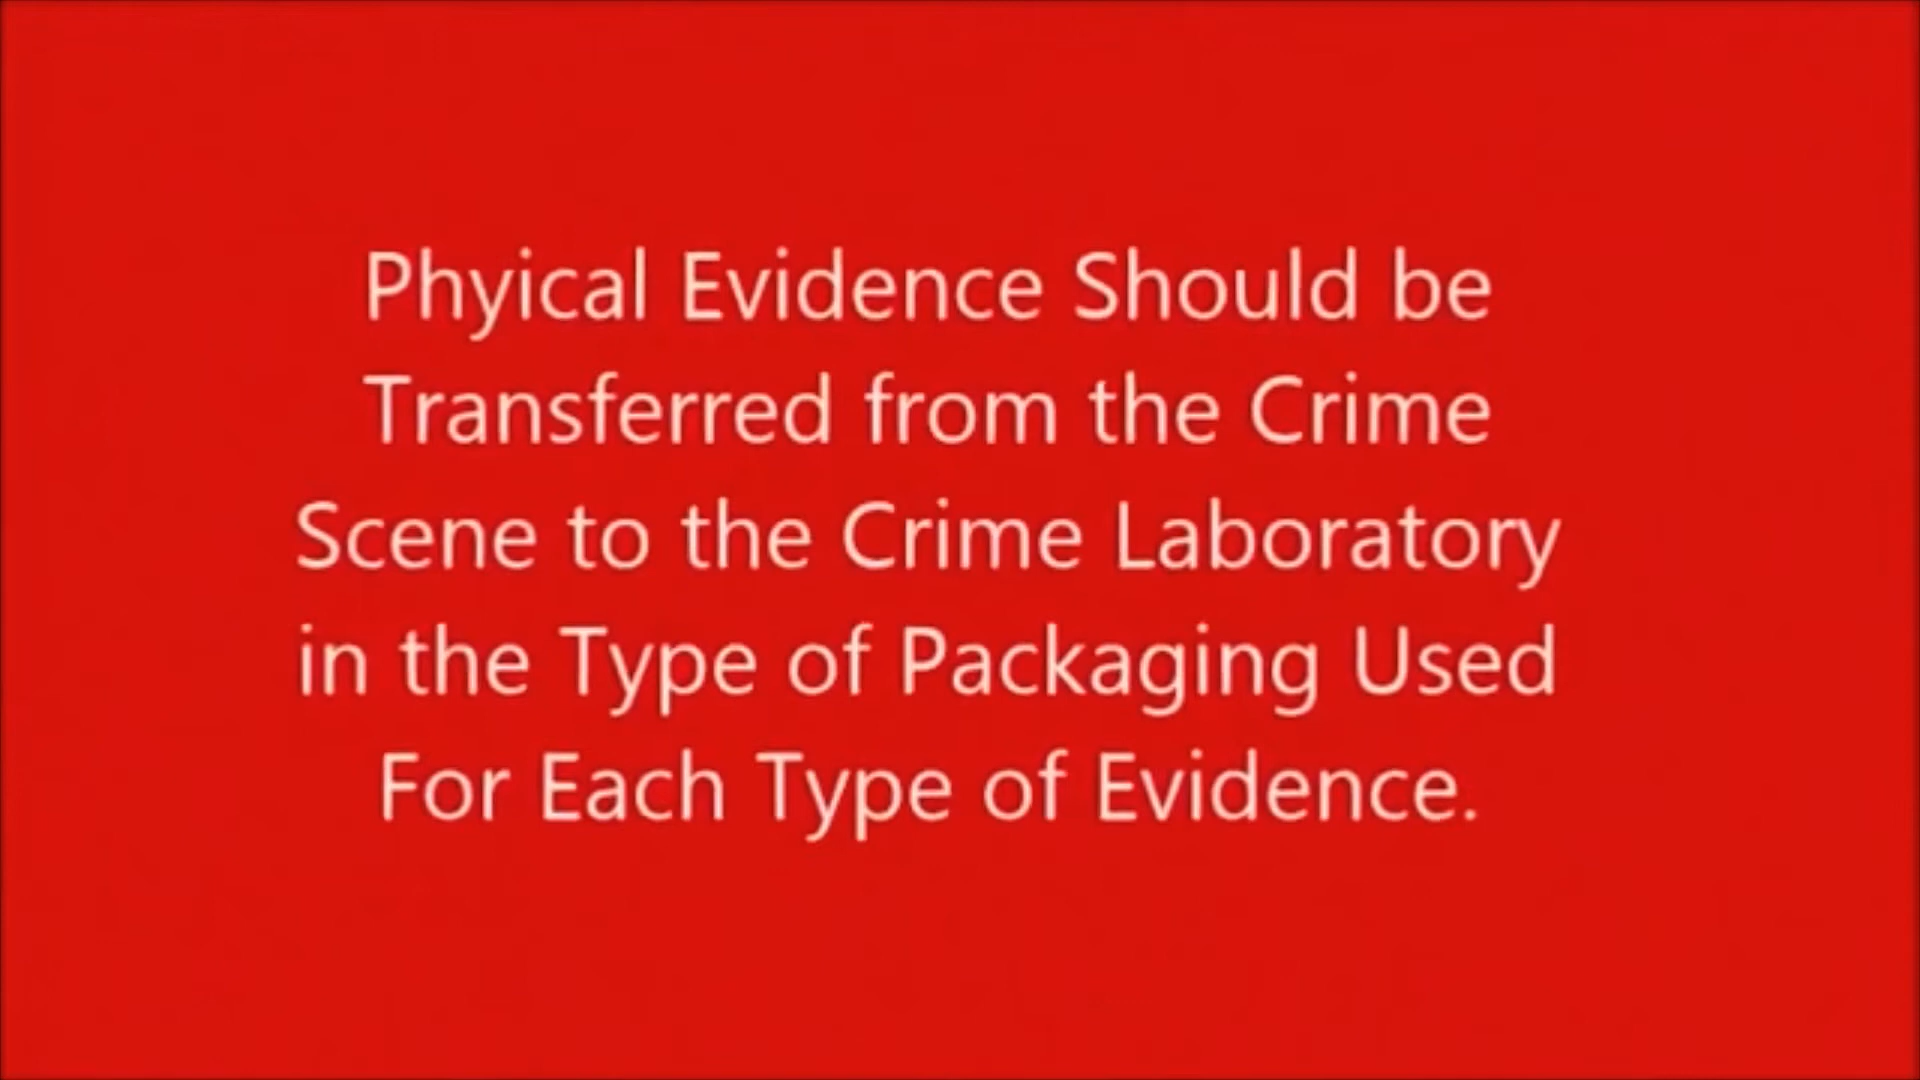 Phyical Evidence Should be
Transferred from the Crime
Scene to the Crime Laboratory
in the Type of Packaging Used
For Each Type of Evidence.